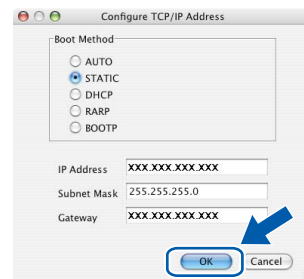 Configure TCP/IP Address
Boot Method
AUTO
STATIC
DHCP
RARP
BOOTP
IP Address XXX.XXX.XXX.XXX
Subnet Mask 255.255.255.0
Gateway XXX.XXX.XXX.XXX
OK Cancel